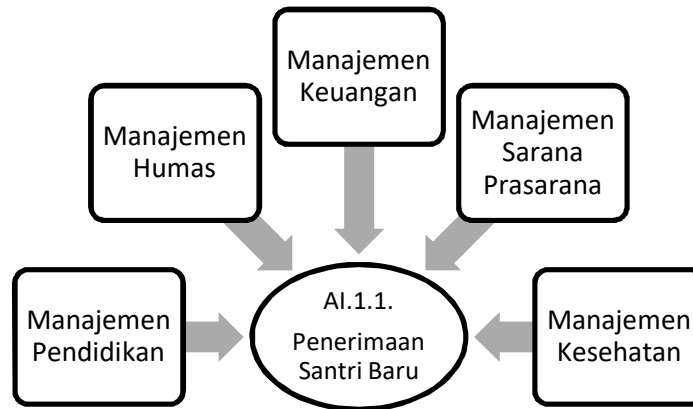 Manajemen
Keuangan
Manajemen
Humas
Manajemen
Sarana
Prasarana
Manajemen
Pendidikan
AI.1.1.
Penerimaan
Santri Baru
Manajemen
Kesehatan